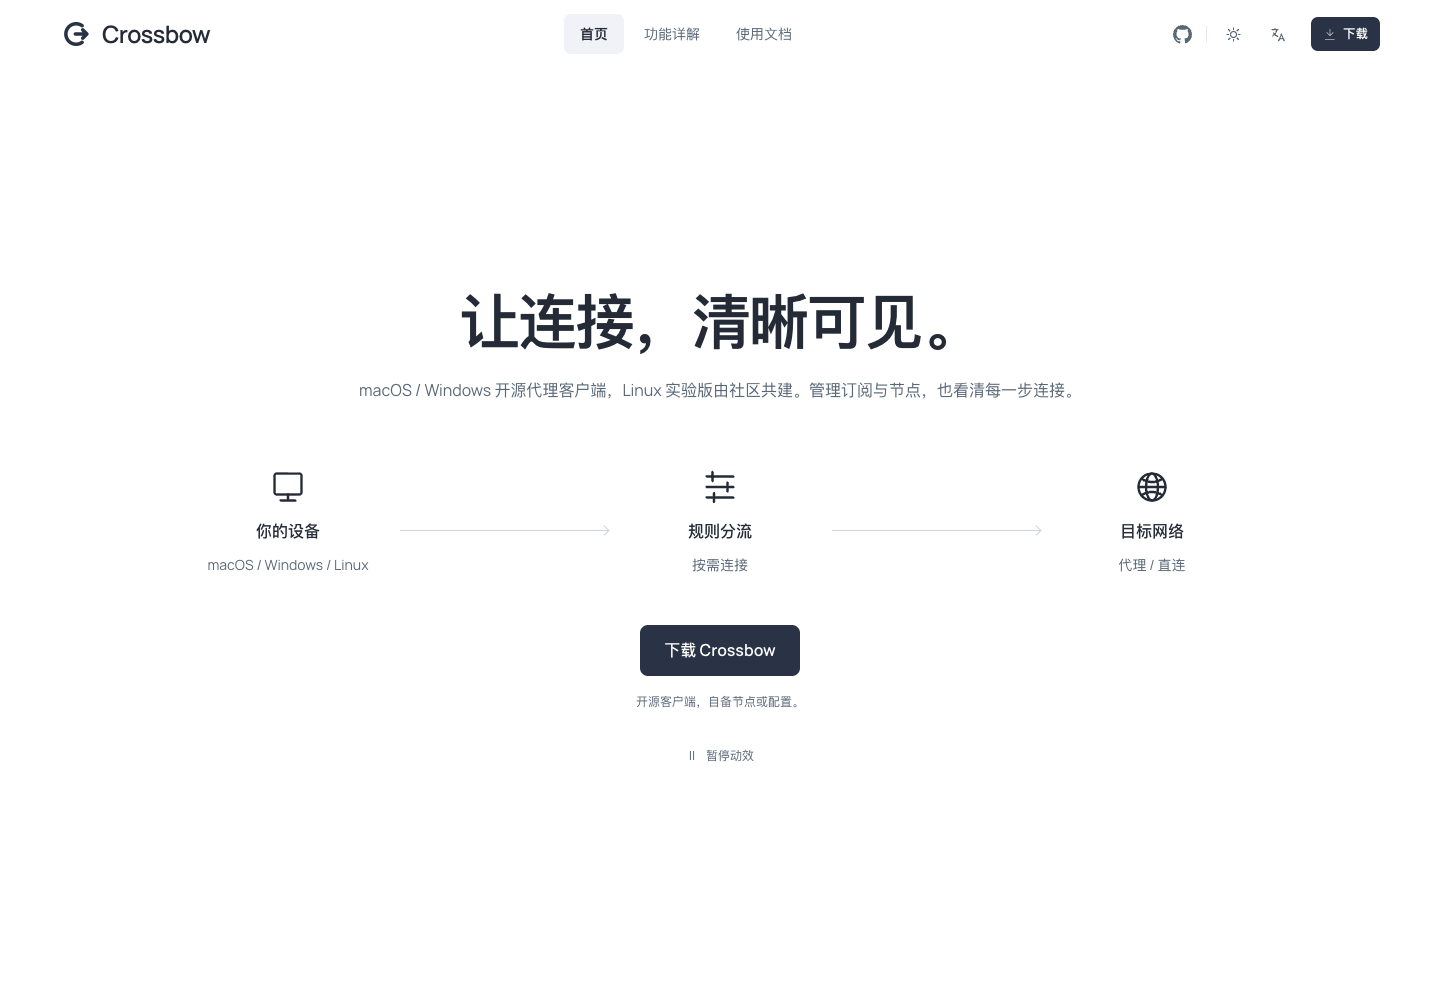 Crossbow
首页
功能详解
使用文档
下载
让连接，清晰可见。
macOS / Windows 开源代理客户端，Linux 实验版由社区共建。管理订阅与节点，也看清每一步连接。
你的设备
macOS / Windows / Linux
规则分流
按需连接
目标网络
代理 / 直连
下载 Crossbow
开源客户端，自备节点或配置。
暂停动效